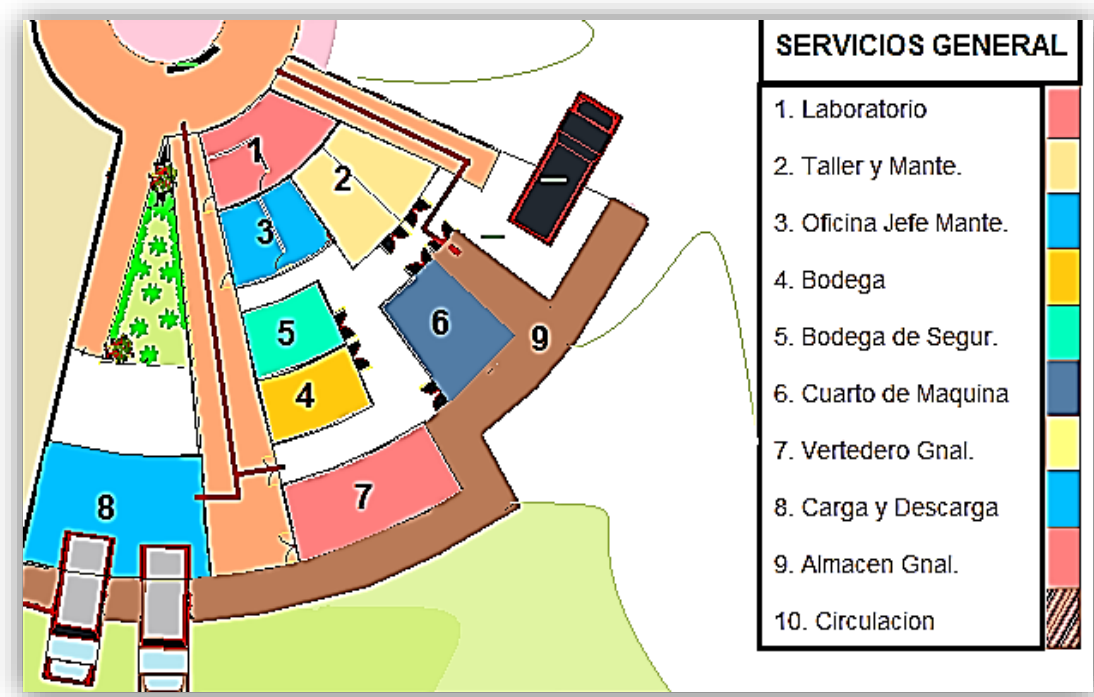 SERVICIOS GENERAL
1. Laboratorio
2. Taller y Mante.
3. Oficina Jefe Mante.
4. Bodega
5. Bodega de Segur.
6. Cuarto de Maquina
7. Vertedero Gnal.
8. Carga y Descarga
9. Almacen Gnal.
10. Circulacion
1
2
3
5
6
9
4
7
8